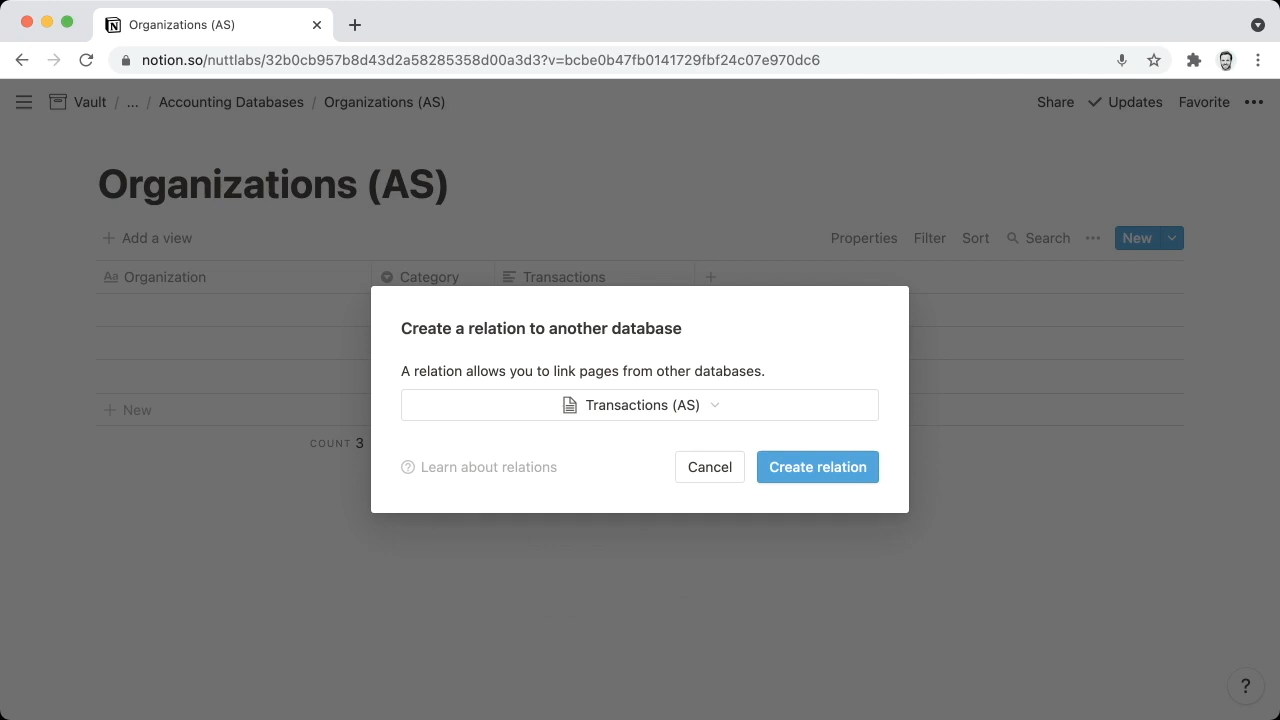 Organizations (AS)
notion.so/nuttlabs/32b0cb957b8d43d2a58285358d00a3d3?v=bcbe0b47fb0141729fbf24c07e970dc6
Vault / ... / Accounting Databases / Organizations (AS)
Share Updates Favorite
Organizations (AS)
Add a view
Properties Filter Sort Search New
Aa Organization Category Transactions
Create a relation to another database
A relation allows you to link pages from other databases.
Transactions (AS)
New
COUNT 3
Learn about relations
Cancel
Create relation
?